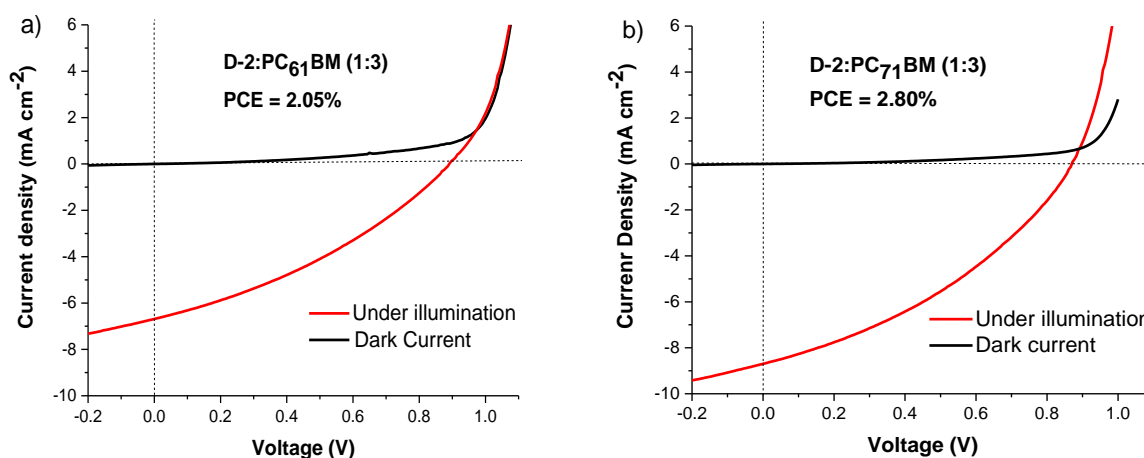 a)
D-2:PC61BM (1:3)
PCE = 2.05%
Current density (mA cm-2)
6
4
2
0
-2
-4
-6
-8
-10
Under illumination
Dark Current
-0.2 0.0 0.2 0.4 0.6 0.8 1.0
Voltage (V)
b)
D-2:PC71BM (1:3)
PCE = 2.80%
Currenr Density (mA cm-2)
6
4
2
0
-2
-4
-6
-8
-10
Under illumination
Dark current
-0.2 0.0 0.2 0.4 0.6 0.8 1.0
Voltage (V)